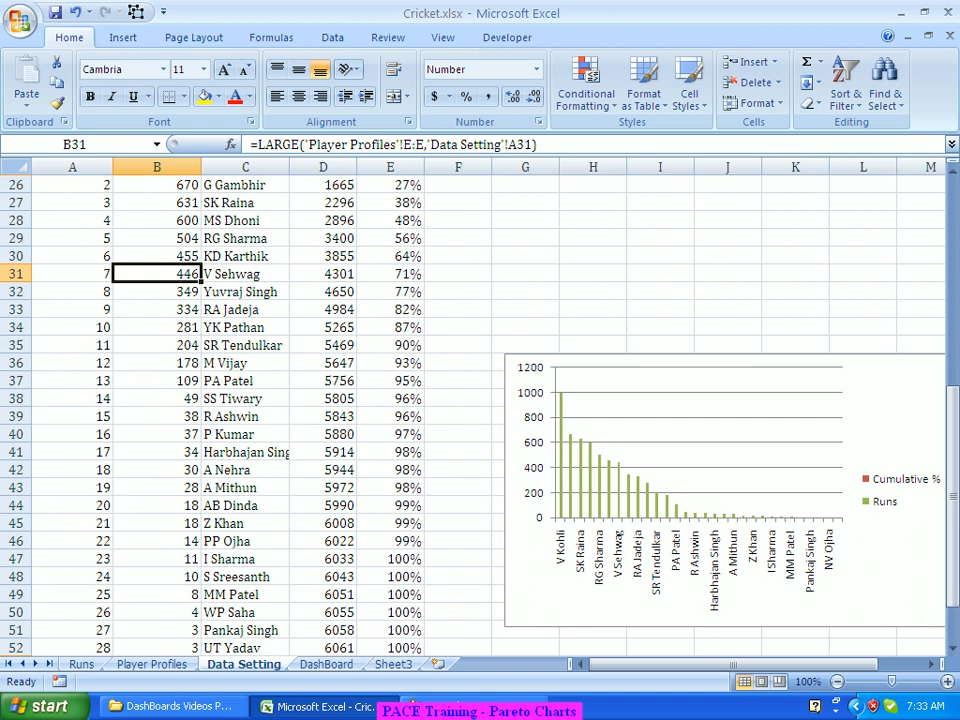 Cricket.xlsx - Microsoft Excel
Home Insert Page Layout Formulas Data Review View Developer
Paste
Clipboard
Cambria 11
B I U
Font
Alignment
Number
$ % ,
Number
Conditional Formatting
Format as Table
Cell Styles
Styles
Insert
Delete
Format
Cells
Σ
Sort & Filter
Find & Select
Editing
B31 fx =LARGE('Player Profiles'!E:E,'Data Setting'!A31)
A B C D E F G H I J K L M
26 2 670 G Gambhir 1665 27%
27 3 631 SK Raina 2296 38%
28 4 600 MS Dhoni 2896 48%
29 5 504 RG Sharma 3400 56%
30 6 455 KD Karthik 3855 64%
31 7 446 V Sehwag 4301 71%
32 8 349 Yuvraj Singh 4650 77%
33 9 334 RA Jadeja 4984 82%
34 10 281 YK Pathan 5265 87%
35 11 204 SR Tendulkar 5469 90%
36 12 178 M Vijay 5647 93%
37 13 109 PA Patel 5756 95%
38 14 49 SS Tiwary 5805 96%
39 15 38 R Ashwin 5843 96%
40 16 37 P Kumar 5880 97%
41 17 34 Harbhajan Sing 5914 98%
42 18 30 A Nehra 5944 98%
43 19 28 A Mithun 5972 98%
44 20 18 AB Dinda 5990 99%
45 21 18 Z Khan 6008 99%
46 22 14 PP Ojha 6022 99%
47 23 11 I Sharma 6033 100%
48 24 10 S Sreesanth 6043 100%
49 25 8 MM Patel 6051 100%
50 26 4 WP Saha 6055 100%
51 27 3 Pankaj Singh 6058 100%
52 28 3 UT Yadav 6061 100%
1200
1000
800
600
400
200
0
V Kohli
SK Raina
RG Sharma
V Sehwag
RA Jadeja
SR Tendulkar
PA Patel
R Ashwin
Harbhajan Singh
A Mithun
Z Khan
I Sharma
MM Patel
Pankaj Singh
NV Ojha
Cumulative %
Runs
Runs Player Profiles Data Setting DashBoard Sheet3
Ready 100%
start DashBoards Videos P... Microsoft Excel - Cric... 7:33 AM
PACE Training - Pareto Charts